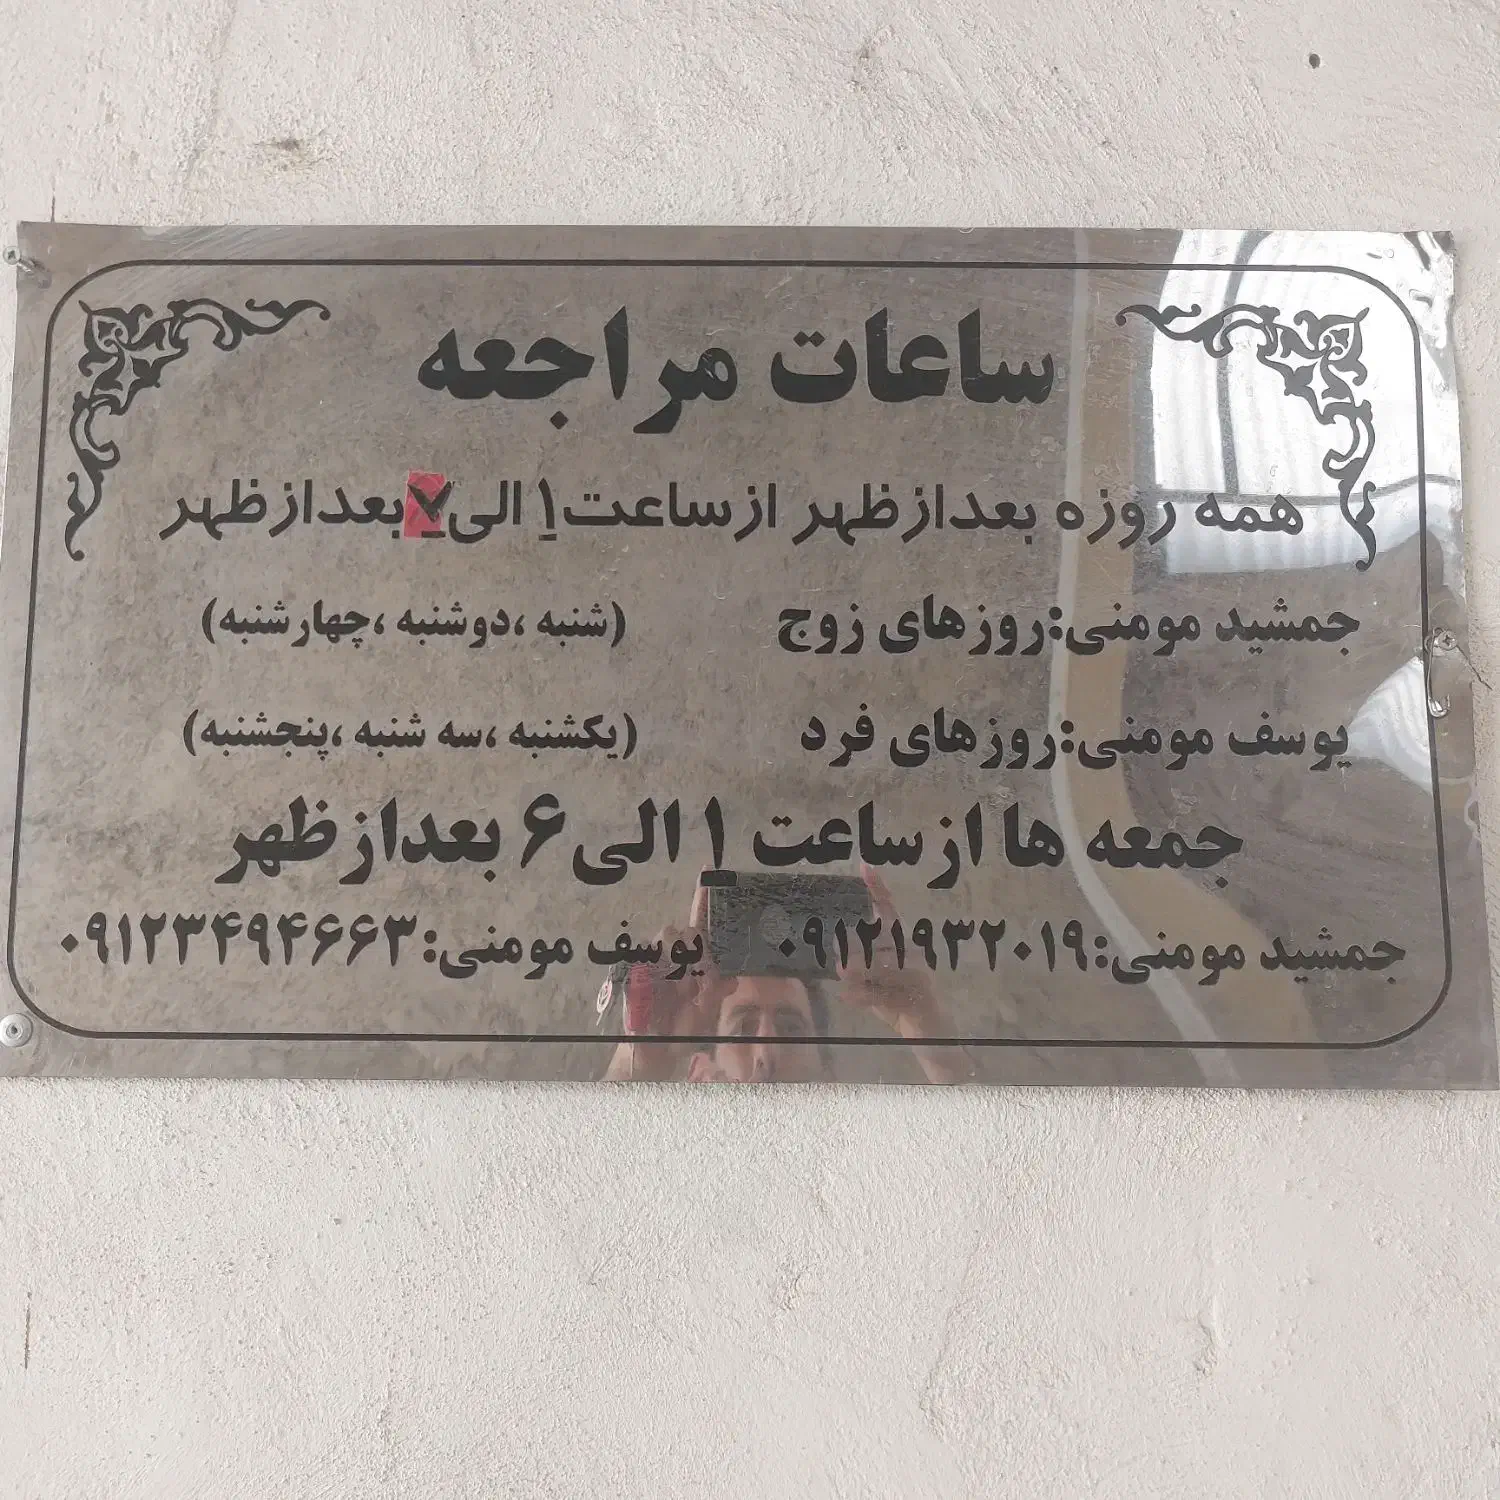 ساعات مراجعه
همه روزه بعدازظهر ازساعت ۱ الی ۷ بعدازظهر
جمشید مومنی:روزهای زوج (شنبه ،دوشنبه ،چهارشنبه)
یوسف مومنی:روزهای فرد (یکشنبه ،سه شنبه ،پنجشنبه)
جمعه ها ازساعت ۱ الی ۶ بعدازظهر
جمشید مومنی:۰۹۱۲۱۹۳۲۰۱۹ یوسف مومنی:۰۹۱۲۳۴۹۴۶۶۳